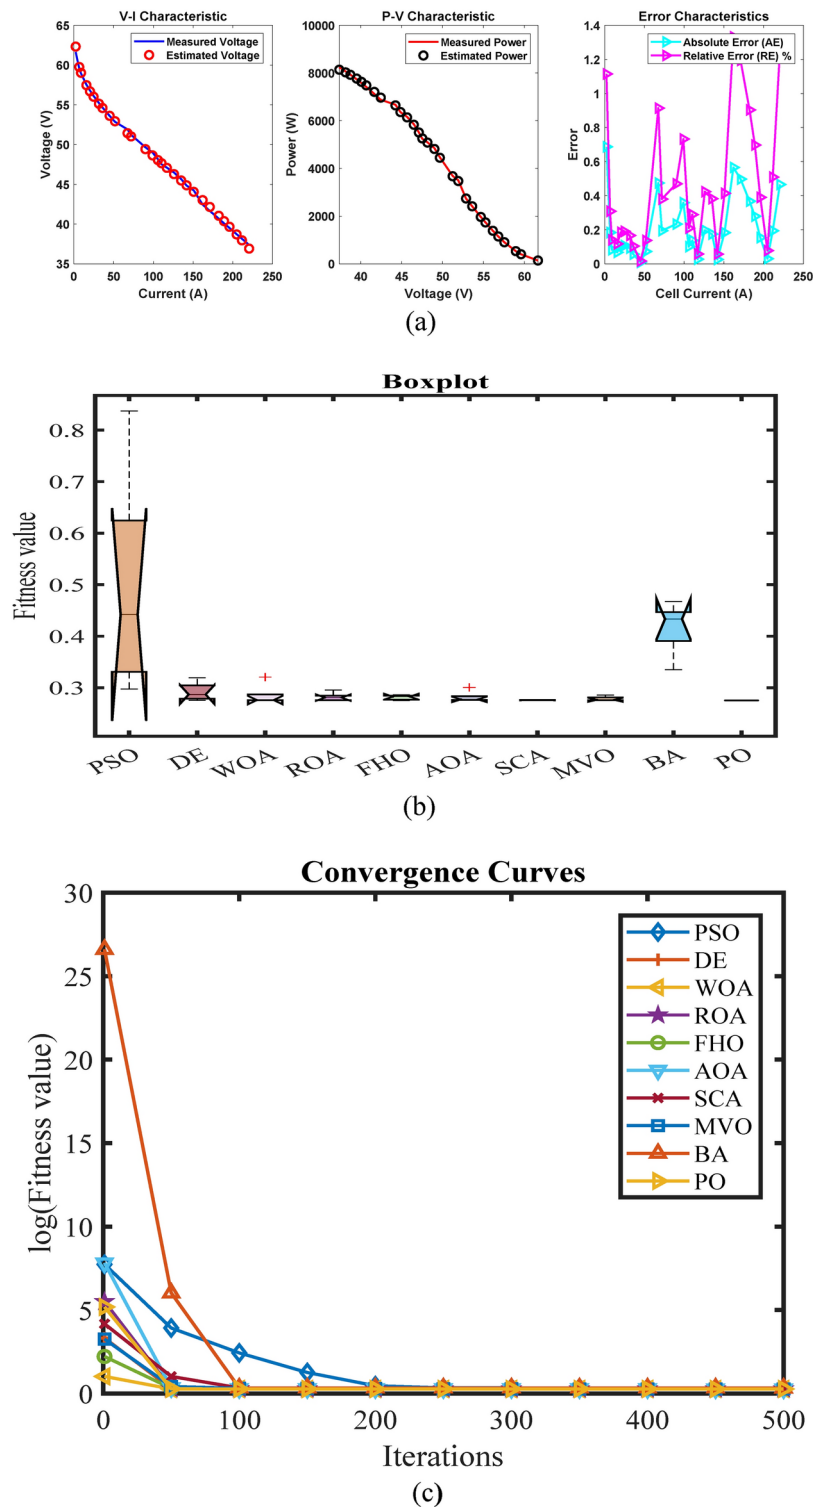 V-I Characteristic
Measured Voltage
Estimated Voltage
65
60
55
50
45
40
35
Voltage (V)
0 50 100 150 200 250
Current (A)
P-V Characteristic
Measured Power
Estimated Power
10000
8000
6000
4000
2000
0
Power (W)
40 45 50 55 60
Voltage (V)
Error Characteristics
Absolute Error (AE)
Relative Error (RE) %
1.4
1.2
1
0.8
0.6
0.4
0.2
0
Error
0 50 100 150 200 250
Cell Current (A)
(a)
Boxplot
0.8
0.7
0.6
0.5
0.4
0.3
Fitness value
PSO DE WOA ROA FHO AOA SCA MVO BA PO
(b)
Convergence Curves
30
25
20
15
10
5
0
log(Fitness value)
PSO
DE
WOA
ROA
FHO
AOA
SCA
MVO
BA
PO
0 100 200 300 400 500
Iterations
(c)